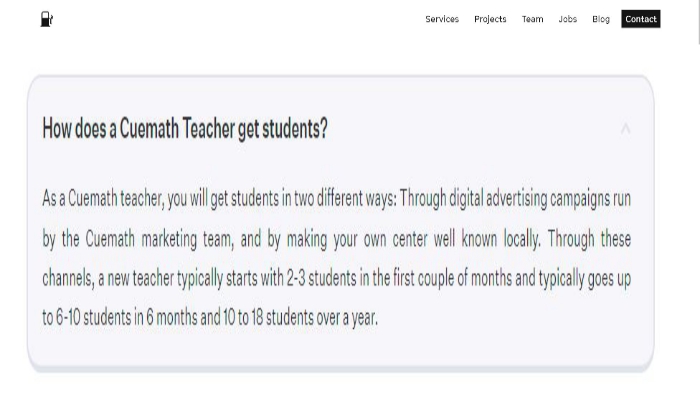 Services Projects Team Jobs Blog Contact
How does a Cuemath Teacher get students?
As a Cuemath teacher, you will get students in two different ways: Through digital advertising campaigns run
by the Cuemath marketing team, and by making your own center well known locally. Through these
channels, a new teacher typically starts with 2-3 students in the first couple of months and typically goes up
to 6-10 students in 6 months and 10 to 18 students over a year.